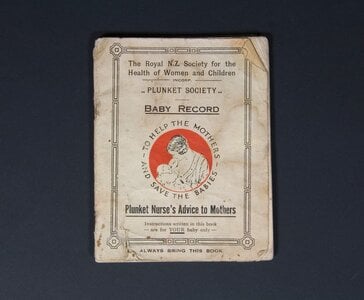 The Royal N.Z. Society for the
Health of Women and Children
INCORP.
PLUNKET SOCIETY
BABY RECORD
TO HELP THE MOTHERS
AND SAVE THE BABIES
Plunket Nurse's Advice to Mothers
Instructions written in this book
— are for YOUR baby only —
ALWAYS BRING THIS BOOK